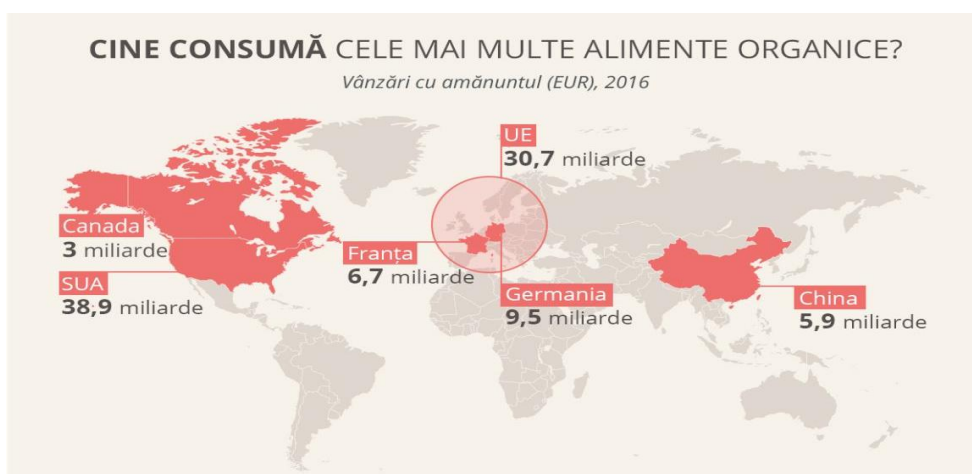 CINE CONSUMĂ CELE MAI MULTE ALIMENTE ORGANICE?
Vânzări cu amănuntul (EUR), 2016
UE
30,7 miliarde
Canada
3 miliarde
SUA
38,9 miliarde
Franța
6,7 miliarde
Germania
9,5 miliarde
China
5,9 miliarde